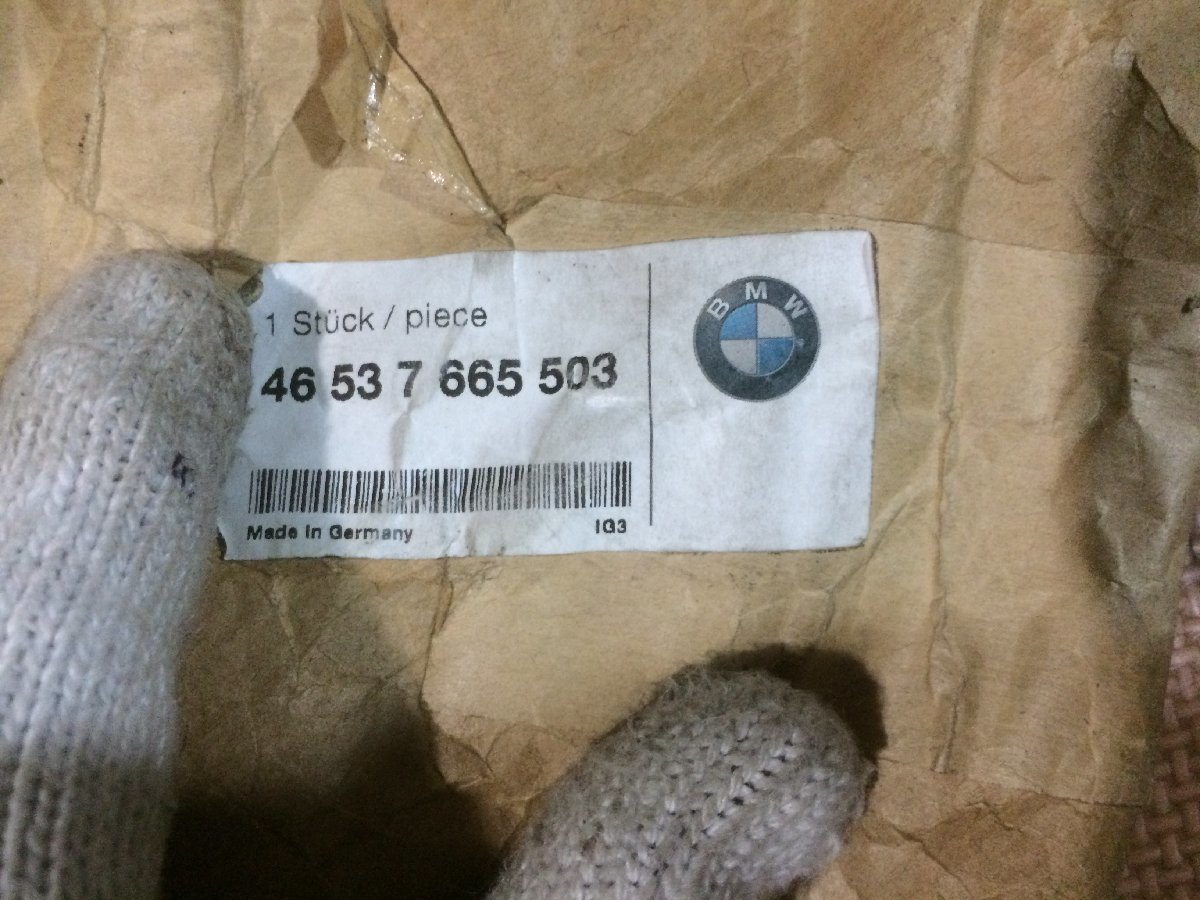 1 Stück / piece
46 53 7 665 503
Made in Germany
IG3
BMW